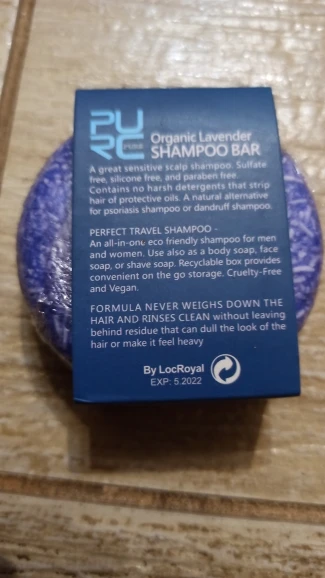 PURC
Organic Lavender
SHAMPOO BAR
A great sensitive scalp shampoo. Sulfate
free, silicone free, and paraben free.
Contains no harsh detergents that strip
hair of protective oils. A natural alternative
for psoriasis shampoo or dandruff shampoo.
PERFECT TRAVEL SHAMPOO -
An all-in-one eco friendly shampoo for men
and women. Use also as a body soap, face
soap, or shave soap. Recyclable box provides
convenient on the go storage. Cruelty-Free
and Vegan.
FORMULA NEVER WEIGHS DOWN THE
HAIR AND RINSES CLEAN without leaving
behind residue that can dull the look of the
hair or make it feel heavy
By LocRoyal
EXP: 5.2022